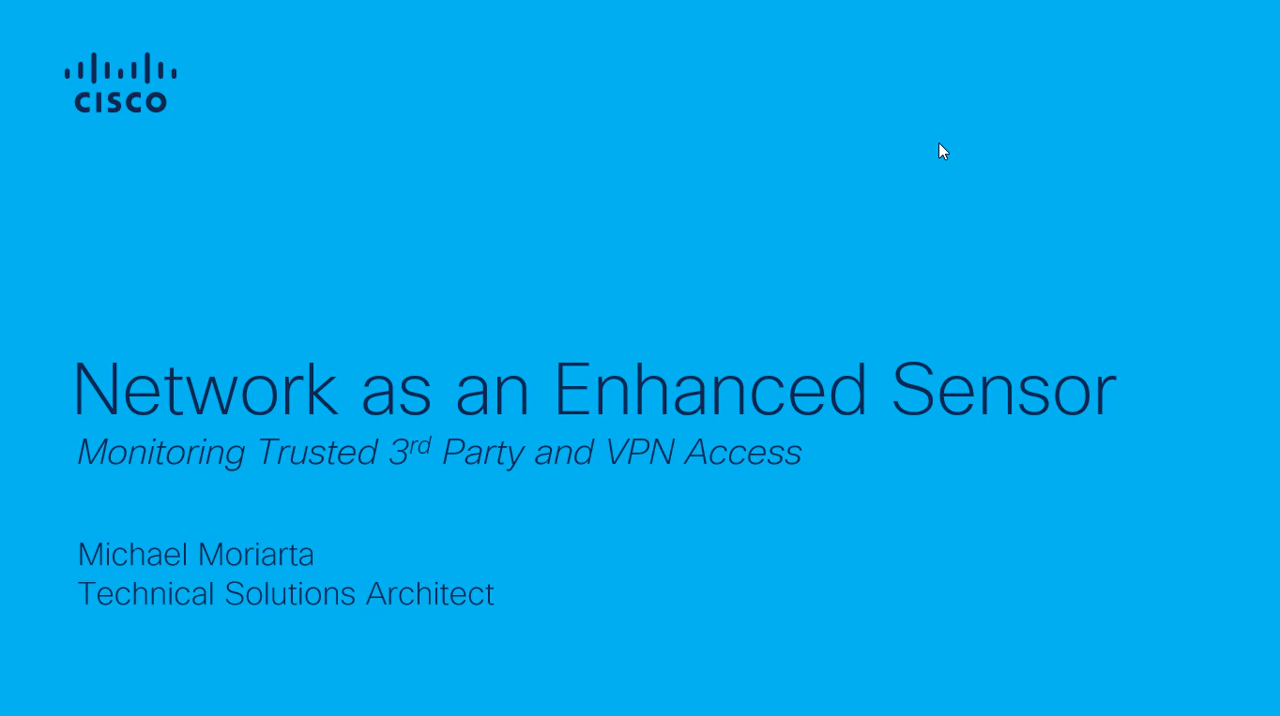 CISCO
Network as an Enhanced Sensor
Monitoring Trusted 3rd Party and VPN Access
Michael Moriarta
Technical Solutions Architect